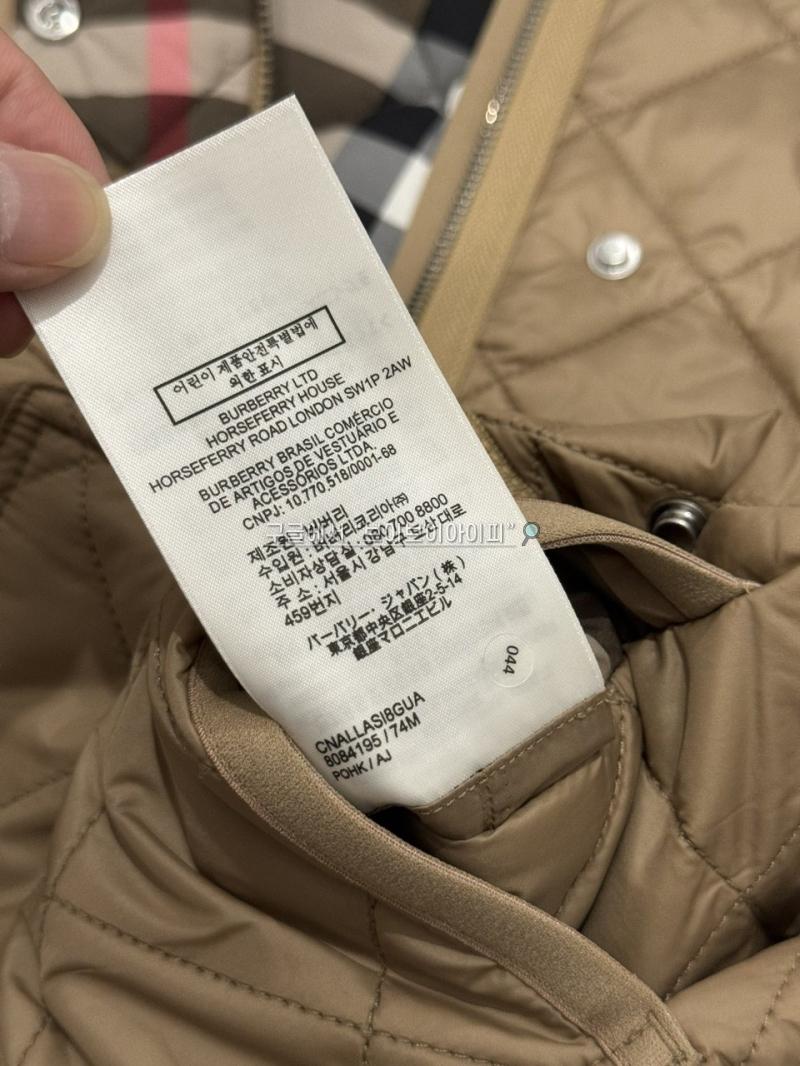 어린이 제품안전특별법에
의한 표시
BURBERRY LTD
HORSEFERRY HOUSE
HORSEFERRY ROAD LONDON SW1P 2AW
BURBERRY BRASIL COMÉRCIO
DE ARTIGOS DE VESTUÁRIO E
ACESSÓRIOS LTDA.
CNPJ: 10.770.518/0001-68
제조원: 버버리
수입원 : 버버리코리아(주)
소비자상담실 : 080 700 8800
주 소 : 서울시 강남구
459번지
バーバリー・ジャパン(株)
東京都中央区銀座2-5-14
銀座マロニエビル
044
CNALLASI8GUA
8084195 / 74M
POHK / AJ